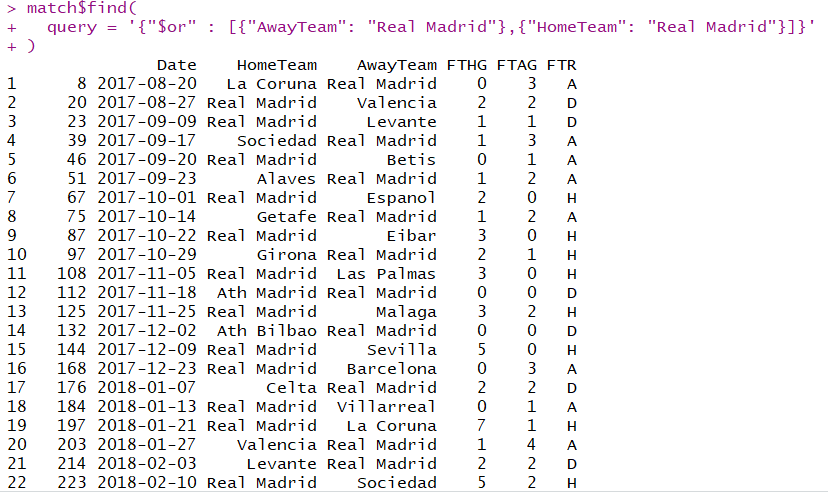 > match$find(
+   query = '{"$or" : [{"AwayTeam": "Real Madrid"},{"HomeTeam": "Real Madrid"}]}'
+ )
Date HomeTeam AwayTeam FTHG FTAG FTR
1 8 2017-08-20 La Coruna Real Madrid 0 3 A
2 20 2017-08-27 Real Madrid Valencia 2 2 D
3 23 2017-09-09 Real Madrid Levante 1 1 D
4 39 2017-09-17 Sociedad Real Madrid 1 3 A
5 46 2017-09-20 Real Madrid Betis 0 1 A
6 51 2017-09-23 Alaves Real Madrid 1 2 A
7 67 2017-10-01 Real Madrid Espanol 2 0 H
8 75 2017-10-14 Getafe Real Madrid 1 2 A
9 87 2017-10-22 Real Madrid Eibar 3 0 H
10 97 2017-10-29 Girona Real Madrid 2 1 H
11 108 2017-11-05 Real Madrid Las Palmas 3 0 H
12 112 2017-11-18 Ath Madrid Real Madrid 0 0 D
13 125 2017-11-25 Real Madrid Malaga 3 2 H
14 132 2017-12-02 Ath Bilbao Real Madrid 0 0 D
15 144 2017-12-09 Real Madrid Sevilla 5 0 H
16 168 2017-12-23 Real Madrid Barcelona 0 3 A
17 176 2018-01-07 Celta Real Madrid 2 2 D
18 184 2018-01-13 Real Madrid Villarreal 0 1 A
19 197 2018-01-21 Real Madrid La Coruna 7 1 H
20 203 2018-01-27 Valencia Real Madrid 1 4 A
21 214 2018-02-03 Levante Real Madrid 2 2 D
22 223 2018-02-10 Real Madrid Sociedad 5 2 H